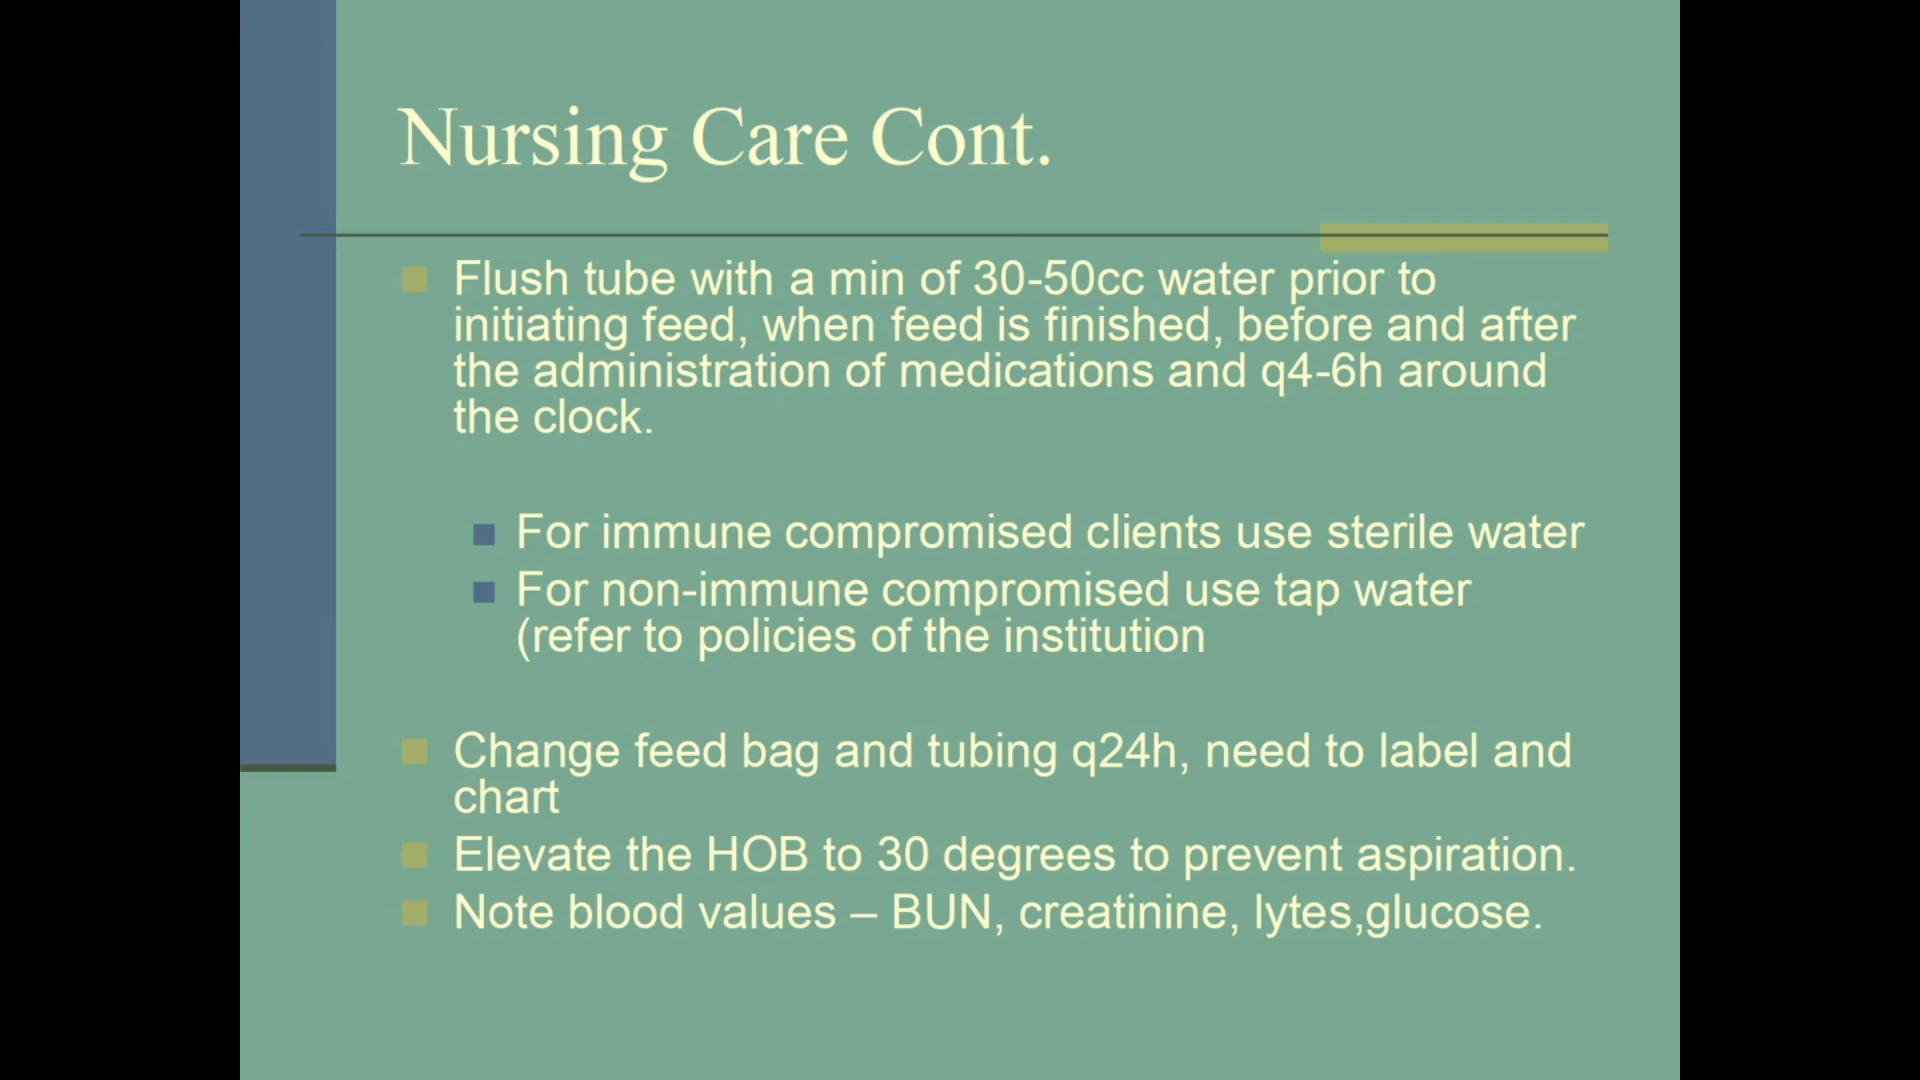 Nursing Care Cont.
Flush tube with a min of 30-50cc water prior to
initiating feed, when feed is finished, before and after
the administration of medications and q4-6h around
the clock.
For immune compromised clients use sterile water
For non-immune compromised use tap water
(refer to policies of the institution
Change feed bag and tubing q24h, need to label and
chart
Elevate the HOB to 30 degrees to prevent aspiration.
Note blood values – BUN, creatinine, lytes,glucose.